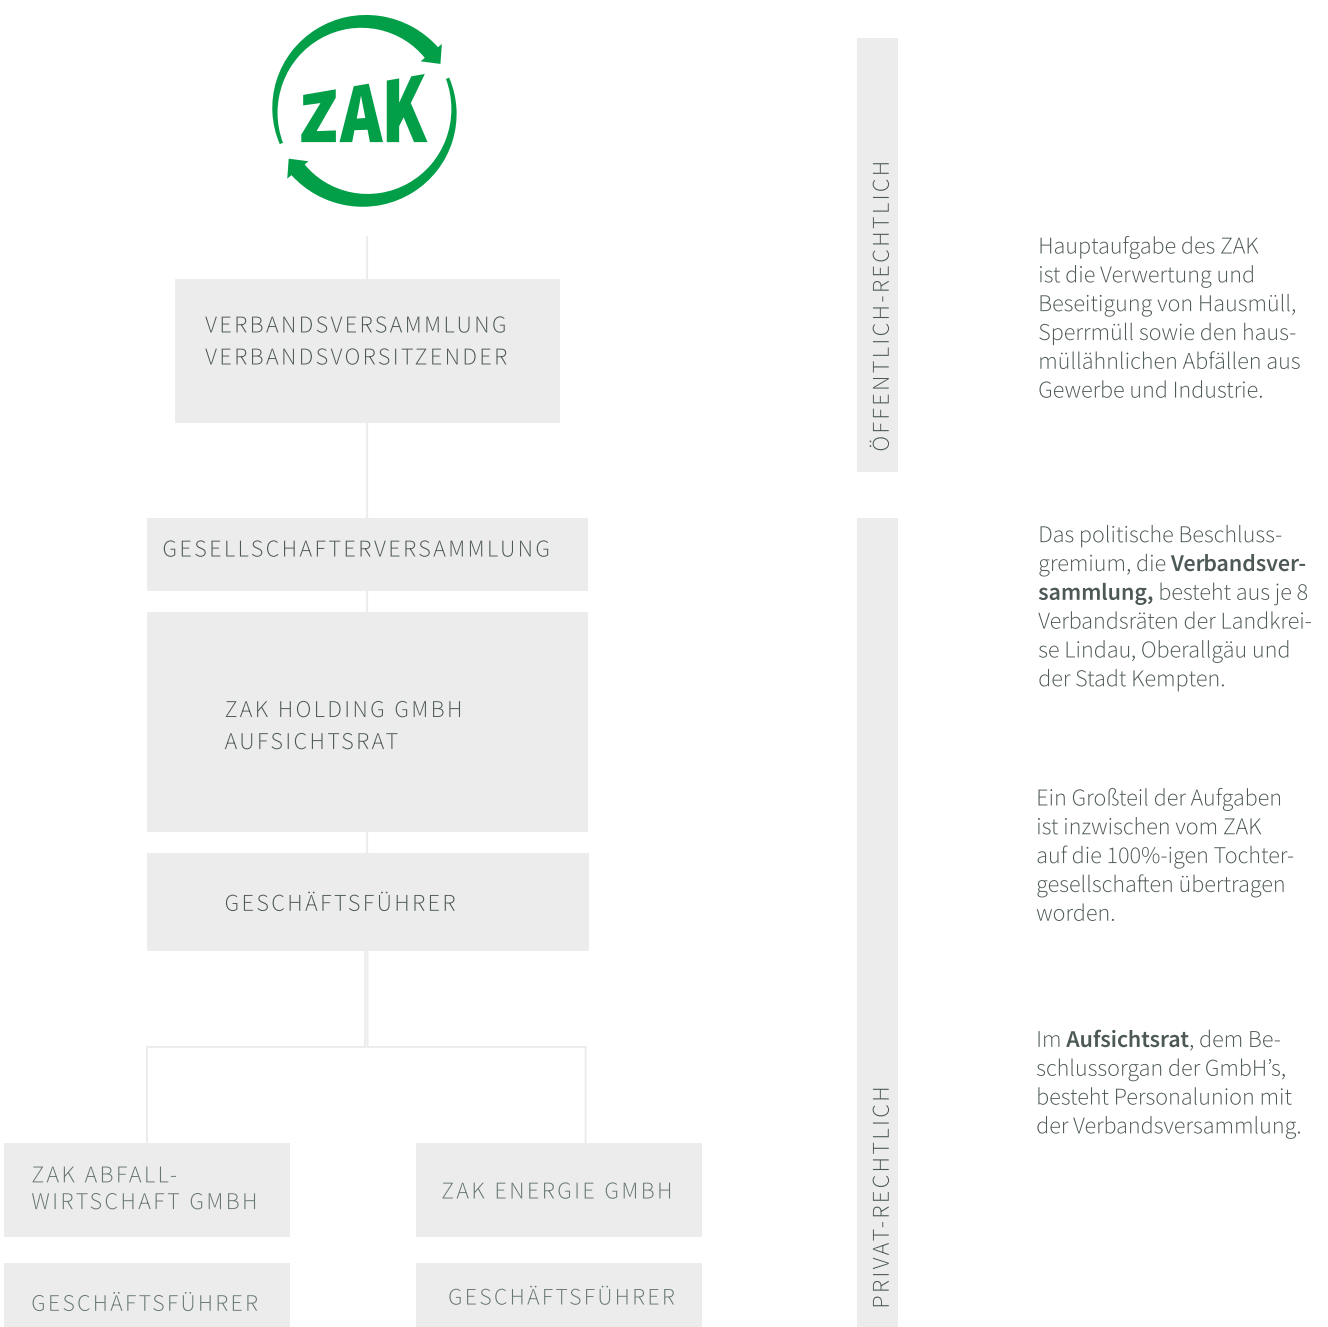 ZAK
VERBANDSVERSAMMLUNG
VERBANDSVORSITZENDER
GESELLSCHAFTERVERSAMMLUNG
ZAK HOLDING GMBH
AUFSICHTSRAT
GESCHÄFTSFÜHRER
ZAK ABFALL-
WIRTSCHAFT GMBH
GESCHÄFTSFÜHRER
ZAK ENERGIE GMBH
GESCHÄFTSFÜHRER
ÖFFENTLICH-RECHTLICH
PRIVAT-RECHTLICH
Hauptaufgabe des ZAK
ist die Verwertung und
Beseitigung von Hausmüll,
Sperrmüll sowie den haus-
müllähnlichen Abfällen aus
Gewerbe und Industrie.
Das politische Beschluss-
gremium, die Verbandsver-
sammlung, besteht aus je 8
Verbandsräten der Landkrei-
se Lindau, Oberallgäu und
der Stadt Kempten.
Ein Großteil der Aufgaben
ist inzwischen vom ZAK
auf die 100%-igen Tochter-
gesellschaften übertragen
worden.
Im Aufsichtsrat, dem Be-
schlussorgan der GmbH’s,
besteht Personalunion mit
der Verbandsversammlung.